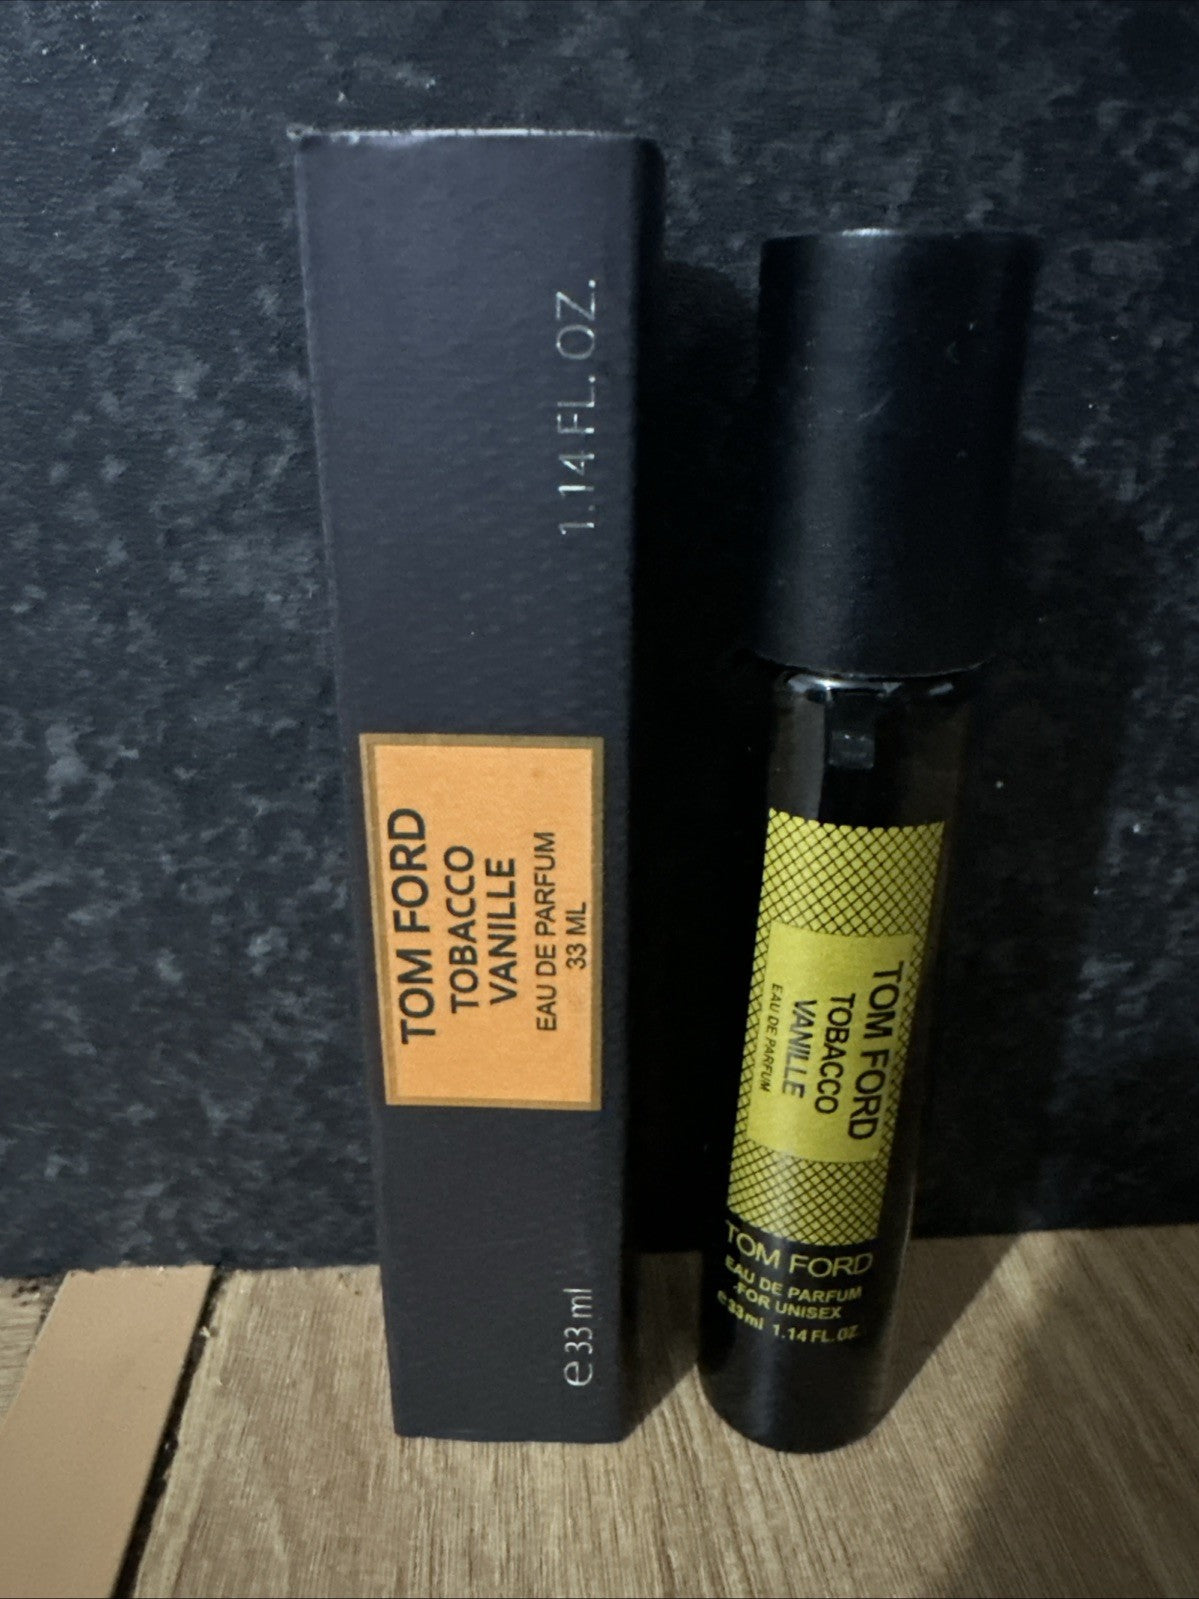 1.14 FL. OZ.
TOM FORD
TOBACCO
VANILLE
EAU DE PARFUM
33 ML
e 33 ml
TOM FORD
TOBACCO
VANILLE
EAU DE PARFUM
TOM FORD
EAU DE PARFUM
FOR UNISEX
e 33ml 1.14 FL.OZ.